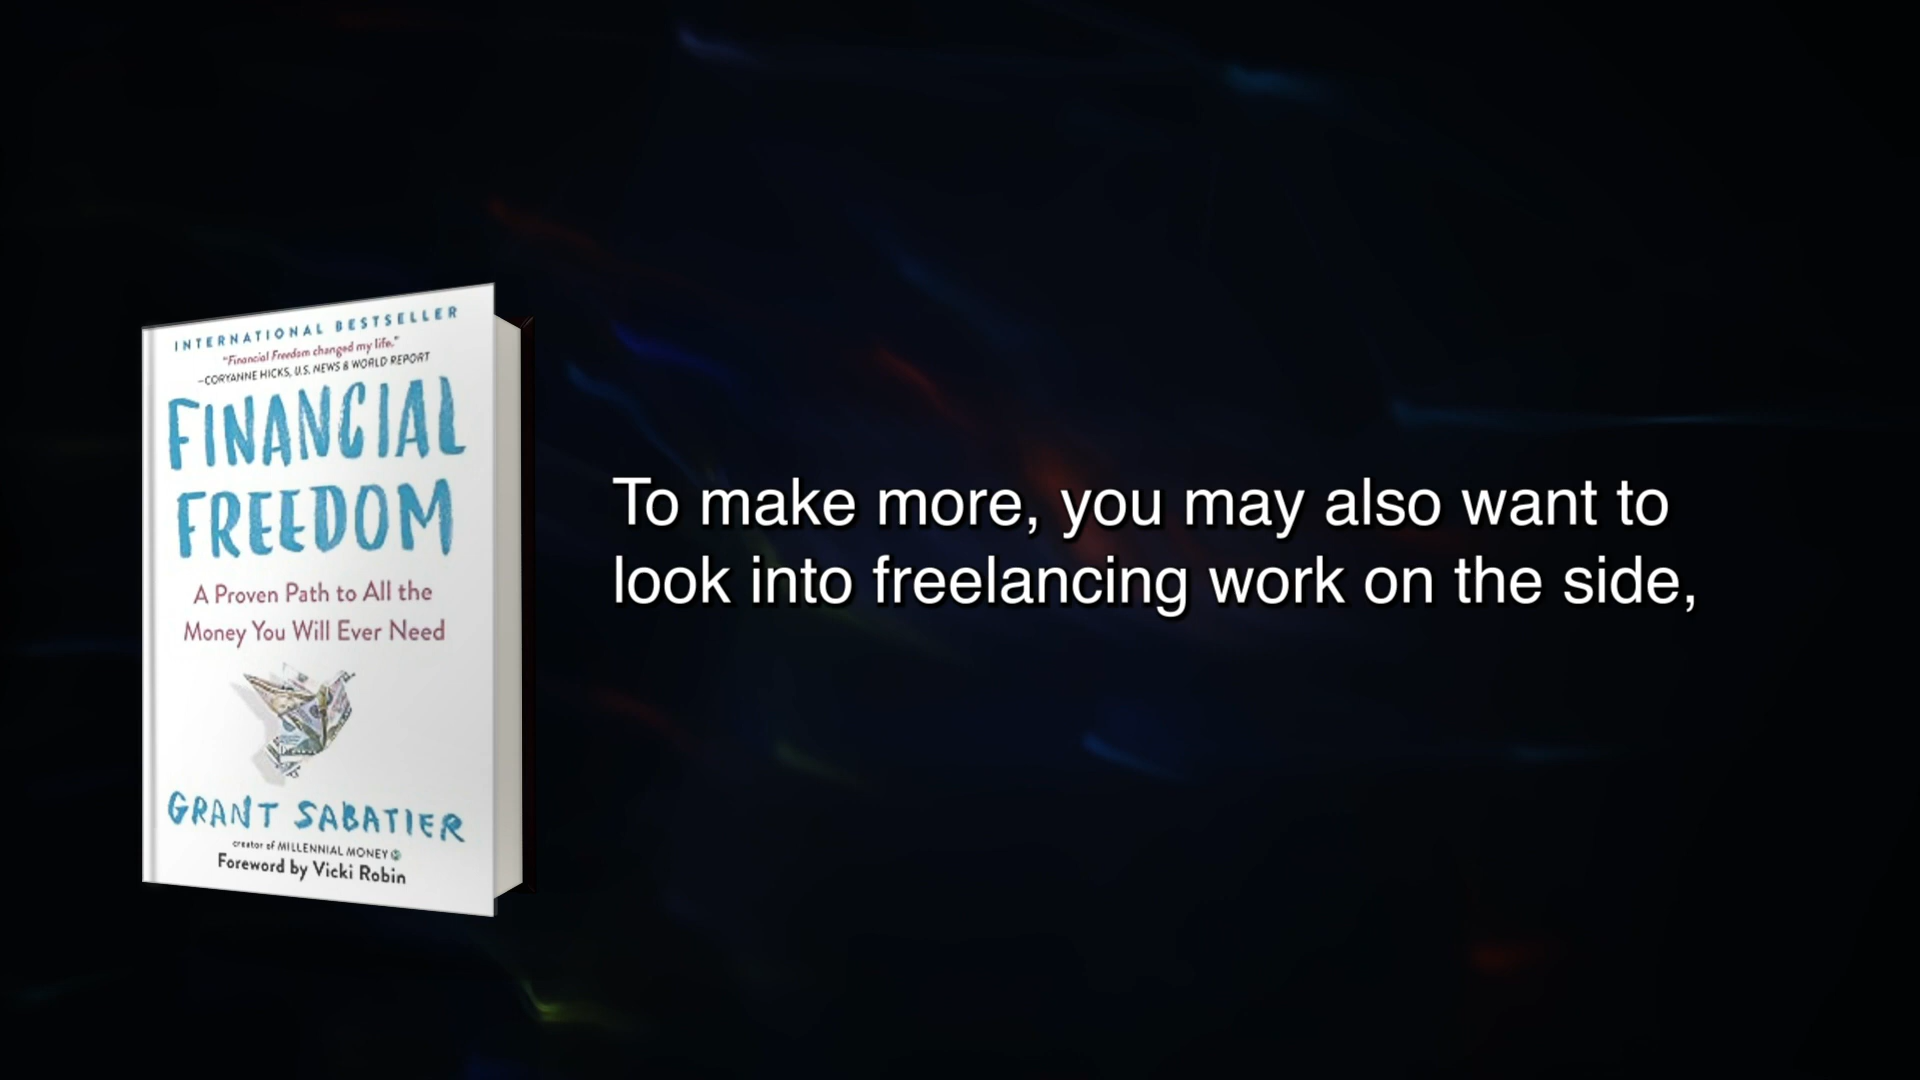 INTERNATIONAL BESTSELLER
"Financial Freedom changed my life."
—CORYANNE HICKS, U.S. NEWS & WORLD REPORT
FINANCIAL
FREEDOM
A Proven Path to All the
Money You Will Ever Need
GRANT SABATIER
creator of MILLENNIAL MONEY
Foreword by Vicki Robin
To make more, you may also want to
look into freelancing work on the side,